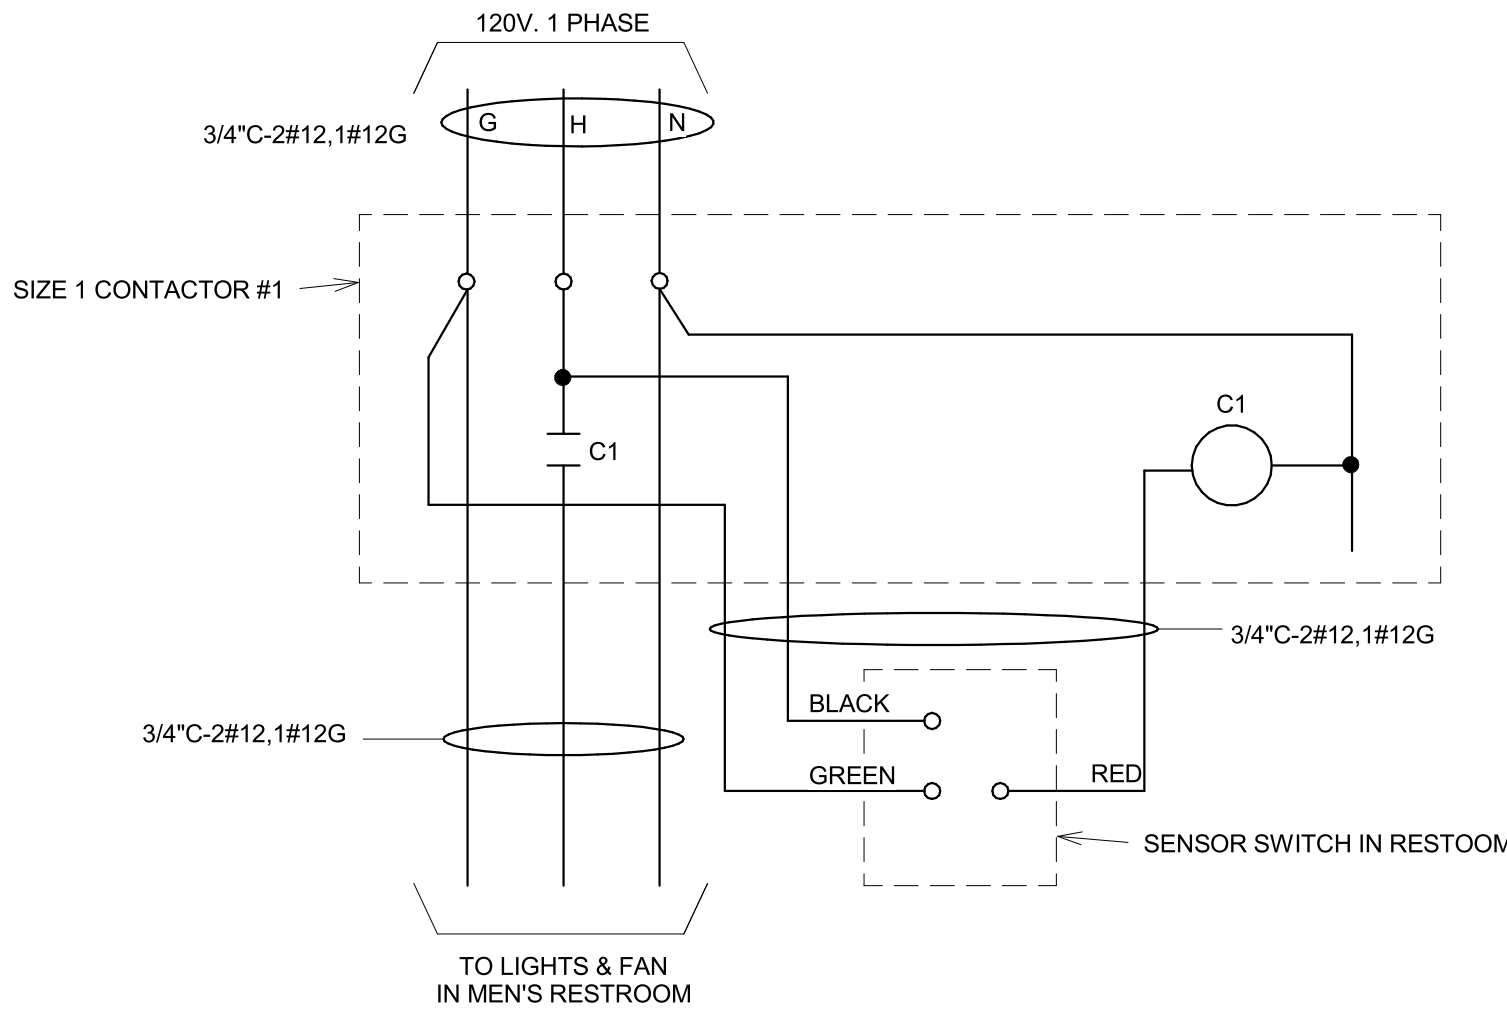 120V. 1 PHASE
G H N
3/4"C-2#12,1#12G
SIZE 1 CONTACTOR #1
C1
C1
3/4"C-2#12,1#12G
BLACK
3/4"C-2#12,1#12G
GREEN
RED
SENSOR SWITCH IN RESTOOM
TO LIGHTS & FAN
IN MEN'S RESTROOM